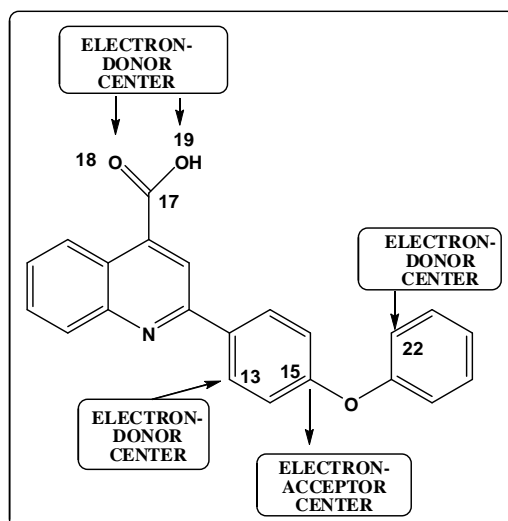 ELECTRON-
DONOR
CENTER
19
18 O OH
17
ELECTRON-
DONOR
CENTER
N
22
13 15
O
ELECTRON-
DONOR
CENTER
ELECTRON-
ACCEPTOR
CENTER